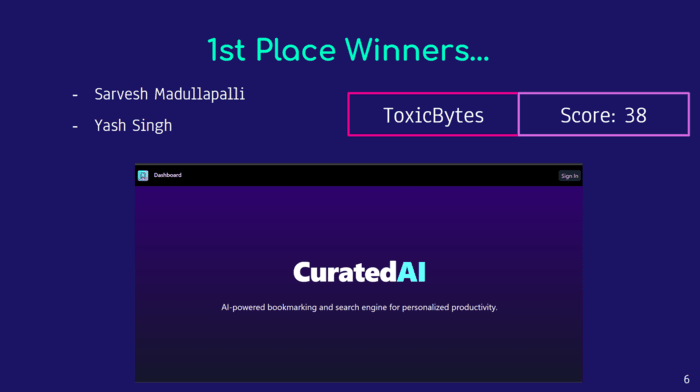 1st Place Winners...
- Sarvesh Madullapalli
- Yash Singh
ToxicBytes
Score: 38
Dashboard
Sign In
CuratedAI
AI-powered bookmarking and search engine for personalized productivity.
6